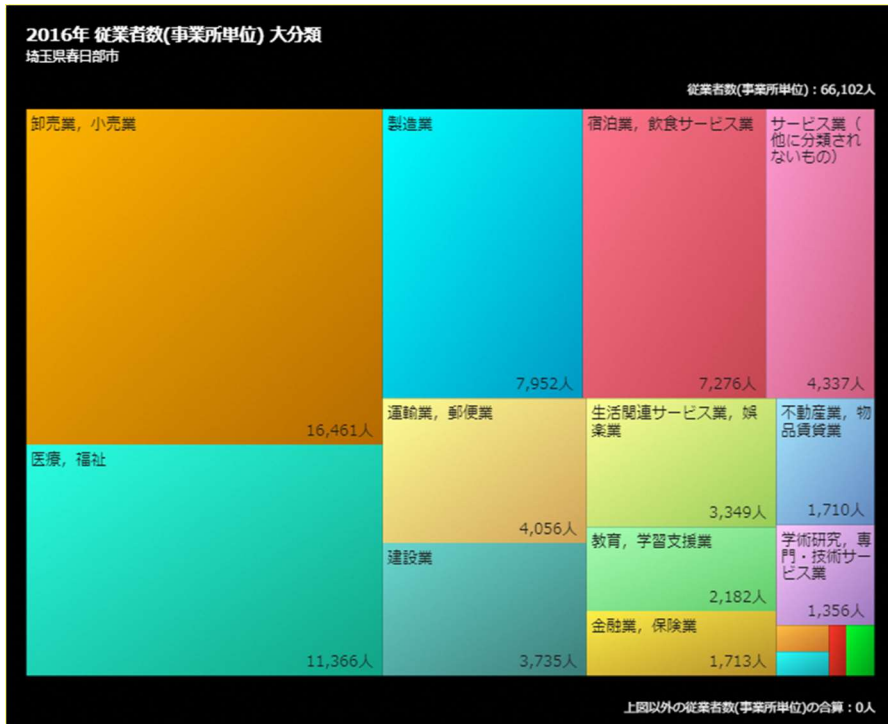 2016年 従業者数(事業所単位) 大分類
埼玉県春日部市
従業者数(事業所単位)：66,102人
卸売業，小売業
16,461人
医療，福祉
11,366人
製造業
7,952人
宿泊業，飲食サービス業
7,276人
サービス業（
他に分類され
ないもの）
4,337人
運輸業，郵便業
4,056人
建設業
3,735人
生活関連サービス業，娯
楽業
3,349人
教育，学習支援業
2,182人
金融業，保険業
1,713人
不動産業，物
品賃貸業
1,710人
学術研究，専
門・技術サー
ビス業
1,356人
上図以外の従業者数(事業所単位)の合算：0人